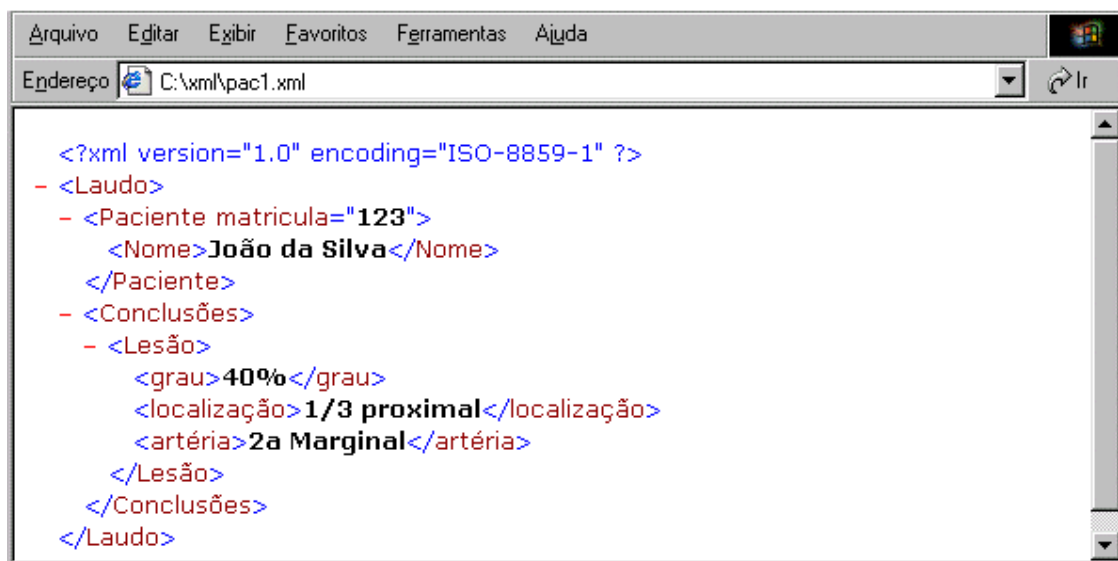 Arquivo Editar Exibir Favoritos Ferramentas Ajuda
Endereço C:\xml\pac1.xml Ir
<?xml version="1.0" encoding="ISO-8859-1" ?>
- <Laudo>
- <Paciente matricula="123">
<Nome>João da Silva</Nome>
</Paciente>
- <Conclusões>
- <Lesão>
<grau>40%</grau>
<localização>1/3 proximal</localização>
<artéria>2a Marginal</artéria>
</Lesão>
</Conclusões>
</Laudo>